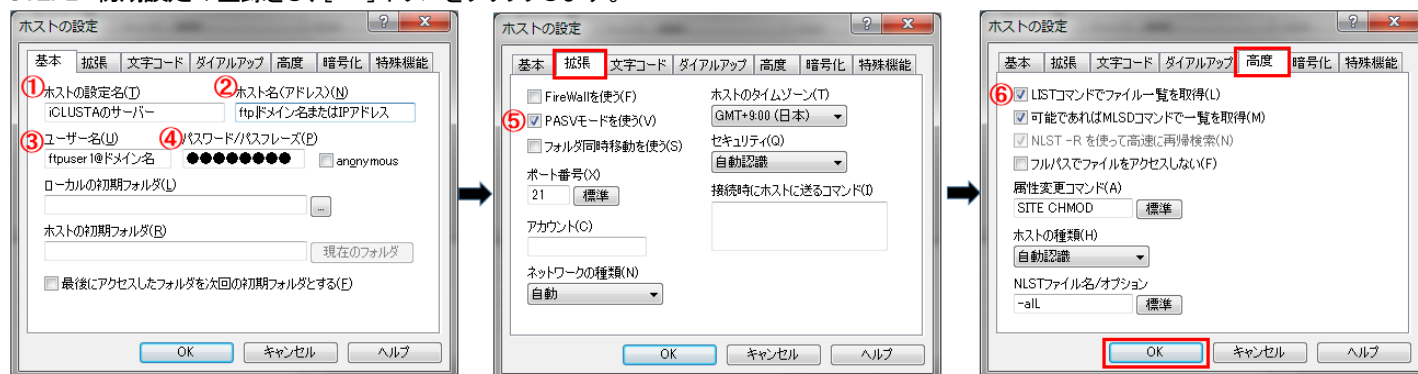 ホストの設定
基本 拡張 文字コード ダイアルアップ 高度 暗号化 特殊機能
① ホストの設定名(T) ② ホスト名(アドレス)(N)
iCLUSTAのサーバー ftp.ドメイン名またはIPアドレス
③ ユーザー名(U) ④ パスワード/パスフレーズ(P)
ftpuser1@ドメイン名 ●●●●●●●● anonymous
ローカルの初期フォルダ(L)
...
ホストの初期フォルダ(R)
現在のフォルダ
最後にアクセスしたフォルダを次回の初期フォルダとする(F)
OK キャンセル ヘルプ
ホストの設定
基本 拡張 文字コード ダイアルアップ 高度 暗号化 特殊機能
FireWallを使う(F) ホストのタイムゾーン(T)
⑤ PASVモードを使う(V) GMT+9:00 (日本)
フォルダ同時移動を使う(S) セキュリティ(Q)
自動認識
ポート番号(X)
21 標準 接続時にホストに送るコマンド(I)
アカウント(C)
ネットワークの種類(N)
自動
OK キャンセル ヘルプ
ホストの設定
基本 拡張 文字コード ダイアルアップ 高度 暗号化 特殊機能
⑥ LISTコマンドでファイル一覧を取得(L)
可能であればMLSDコマンドで一覧を取得(M)
NLST -R を使って高速に再帰検索(N)
フルパスでファイルをアクセスしない(F)
属性変更コマンド(A)
SITE CHMOD 標準
ホストの種類(H)
自動認識
NLSTファイル名/オプション
-alL 標準
OK キャンセル ヘルプ